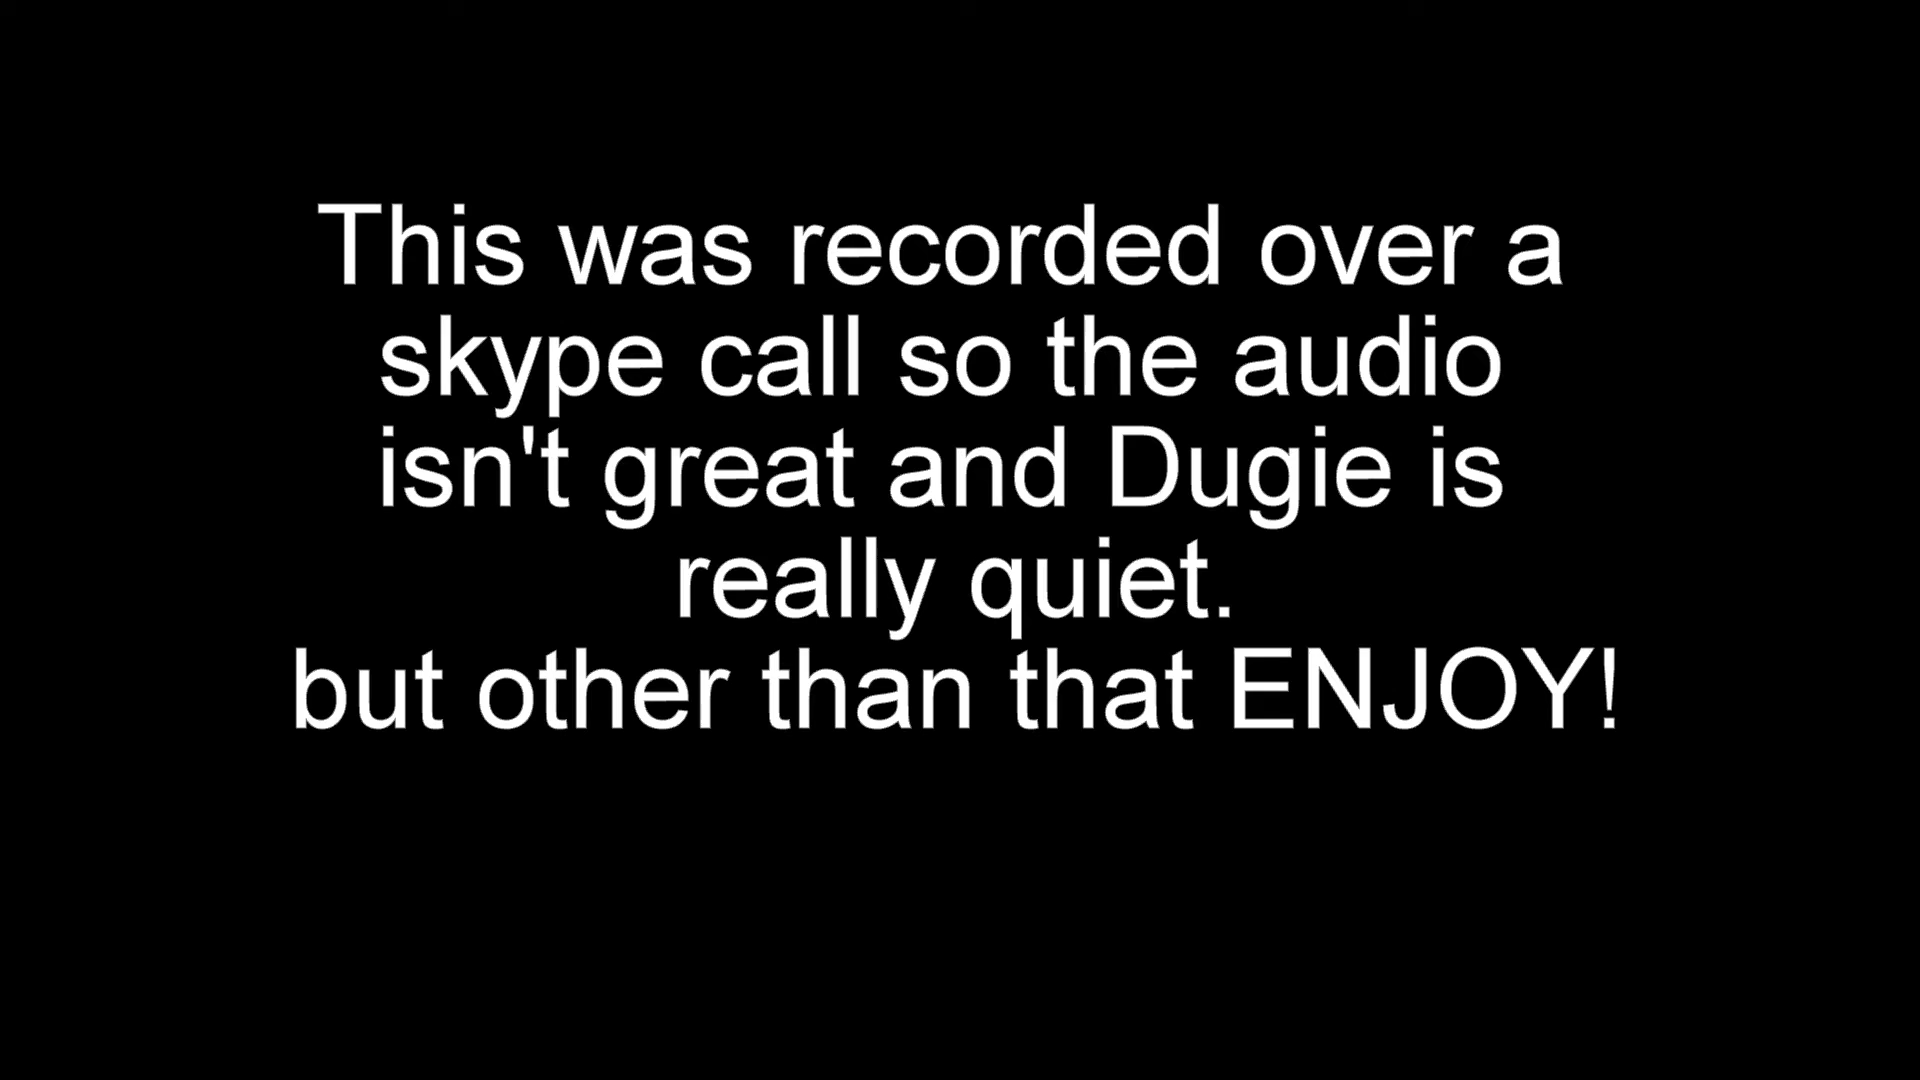 This was recorded over a
skype call so the audio
isn't great and Dugie is
really quiet.
but other than that ENJOY!